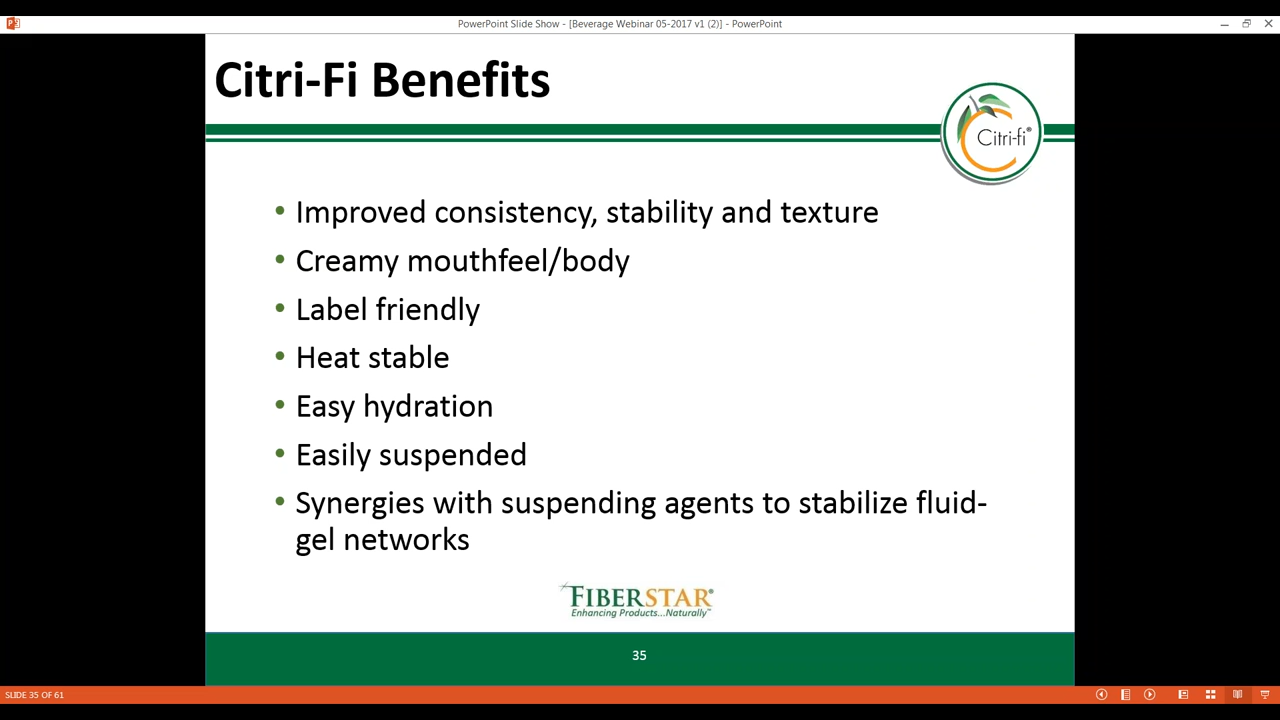 PowerPoint Slide Show - [Beverage Webinar 05-2017 v1 (2)] - PowerPoint
Citri-Fi Benefits
Citri-fi®
• Improved consistency, stability and texture
• Creamy mouthfeel/body
• Label friendly
• Heat stable
• Easy hydration
• Easily suspended
• Synergies with suspending agents to stabilize fluid-
gel networks
FIBERSTAR®
Enhancing Products...Naturally™
35
SLIDE 35 OF 61